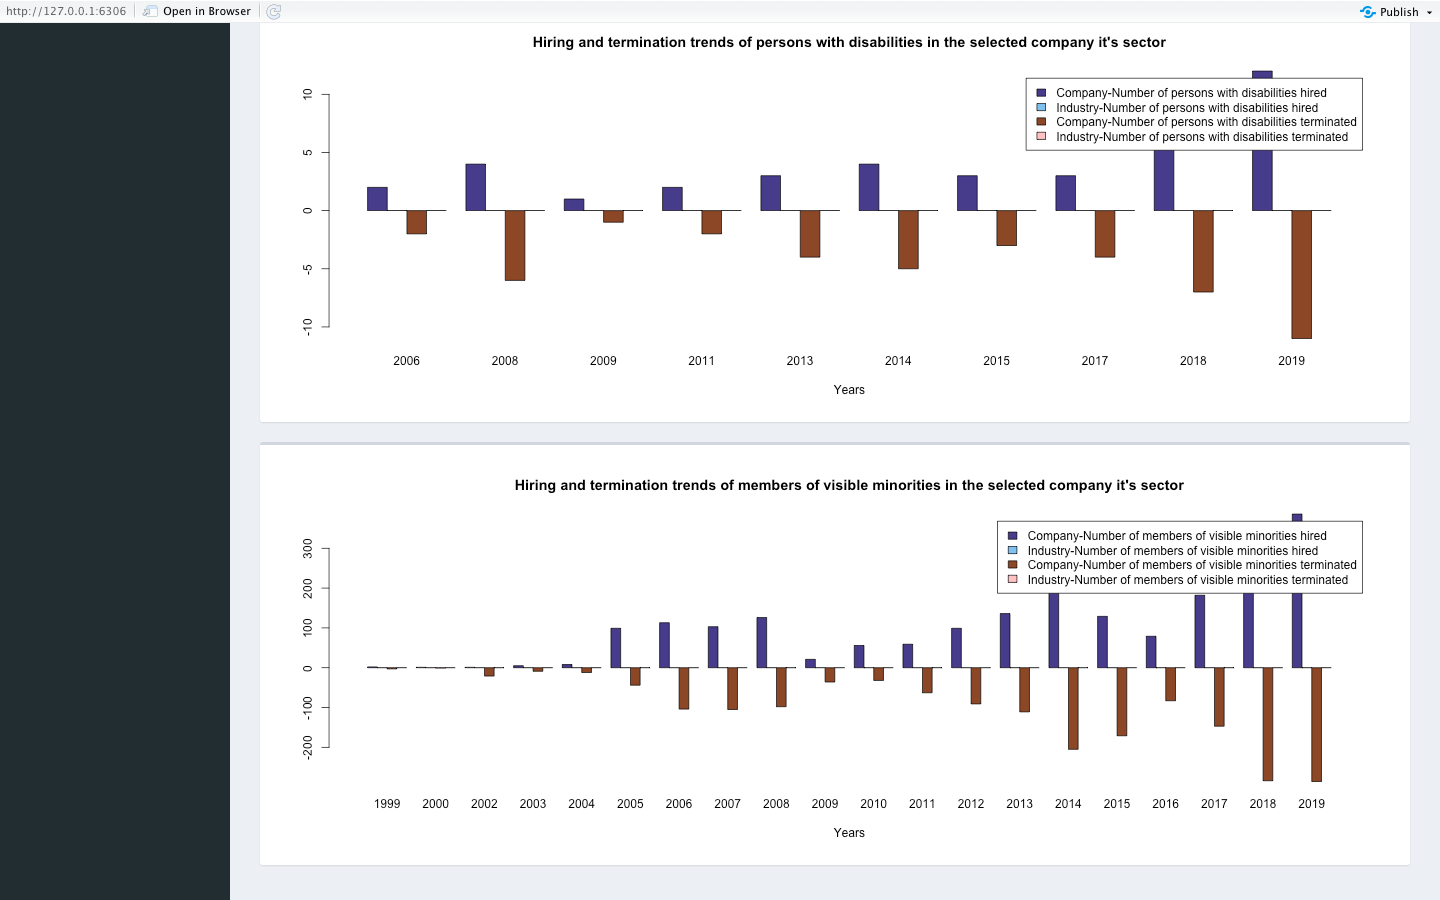 http://127.0.0.1:6306 Open in Browser Publish
Hiring and termination trends of persons with disabilities in the selected company it's sector
Company-Number of persons with disabilities hired
Industry-Number of persons with disabilities hired
Company-Number of persons with disabilities terminated
Industry-Number of persons with disabilities terminated
10
5
0
-5
-10
2006 2008 2009 2011 2013 2014 2015 2017 2018 2019
Years
Hiring and termination trends of members of visible minorities in the selected company it's sector
Company-Number of members of visible minorities hired
Industry-Number of members of visible minorities hired
Company-Number of members of visible minorities terminated
Industry-Number of members of visible minorities terminated
300
200
100
0
-100
-200
1999 2000 2002 2003 2004 2005 2006 2007 2008 2009 2010 2011 2012 2013 2014 2015 2016 2017 2018 2019
Years